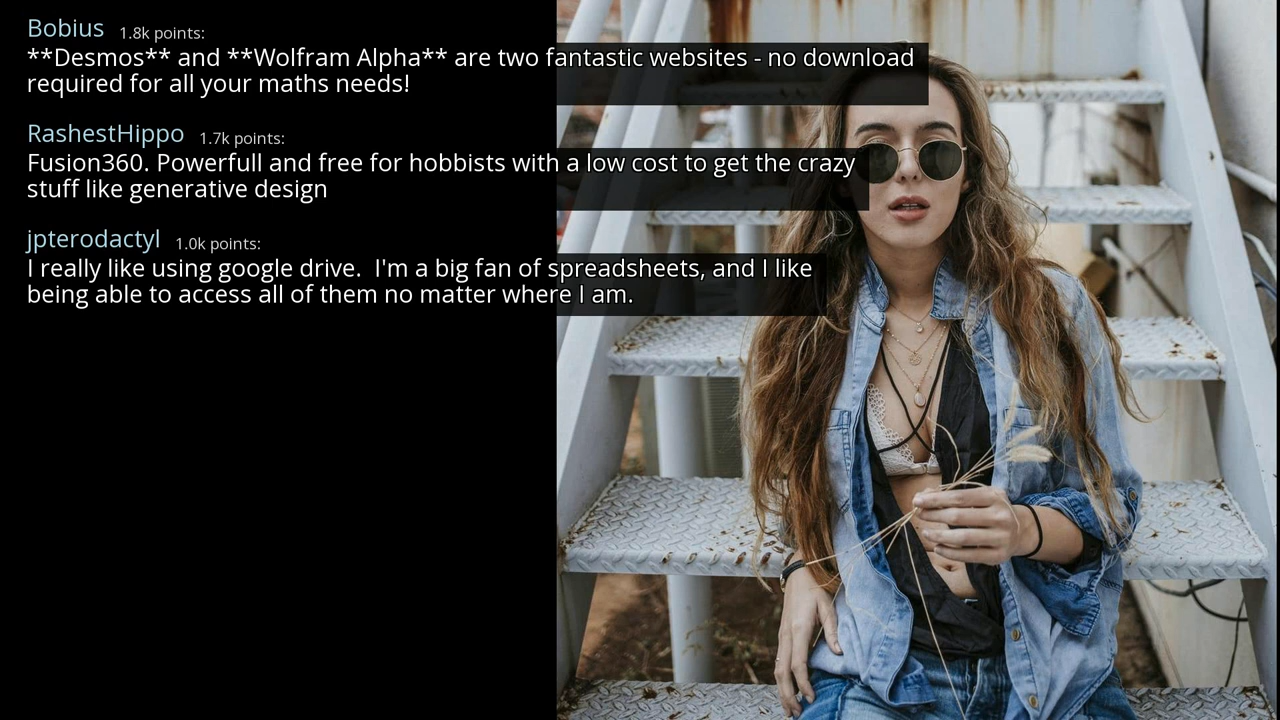 Bobius 1.8k points:
**Desmos** and **Wolfram Alpha** are two fantastic websites - no download
required for all your maths needs!
RashestHippo 1.7k points:
Fusion360. Powerfull and free for hobbists with a low cost to get the crazy
stuff like generative design
jpterodactyl 1.0k points:
I really like using google drive.  I'm a big fan of spreadsheets, and I like
being able to access all of them no matter where I am.